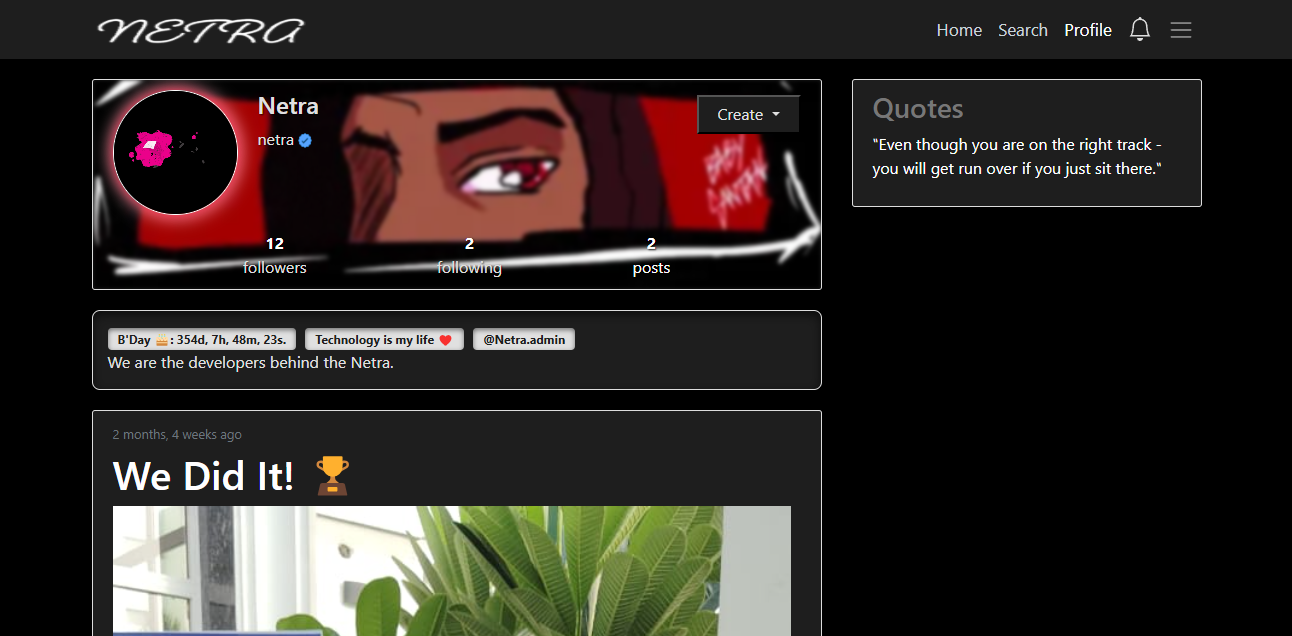 NETRA
Home Search Profile
Netra
netra
Create
12
followers
2
following
2
posts
Quotes
"Even though you are on the right track -
you will get run over if you just sit there."
B'Day 🎂: 354d, 7h, 48m, 23s.
Technology is my life ❤️
@Netra.admin
We are the developers behind the Netra.
2 months, 4 weeks ago
We Did It! 🏆